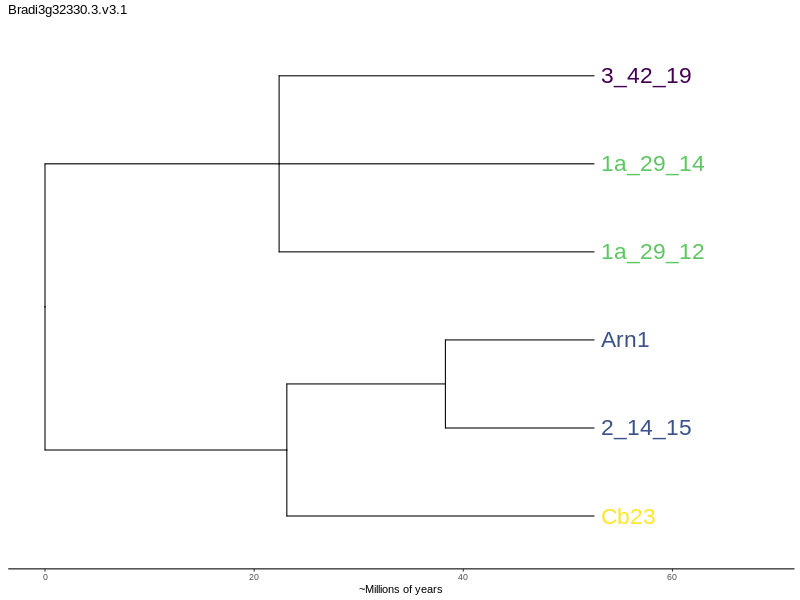 Bradi3g32330.3.v3.1
3_42_19
1a_29_14
1a_29_12
Arn1
2_14_15
Cb23
0 20 40 60
~Millions of years